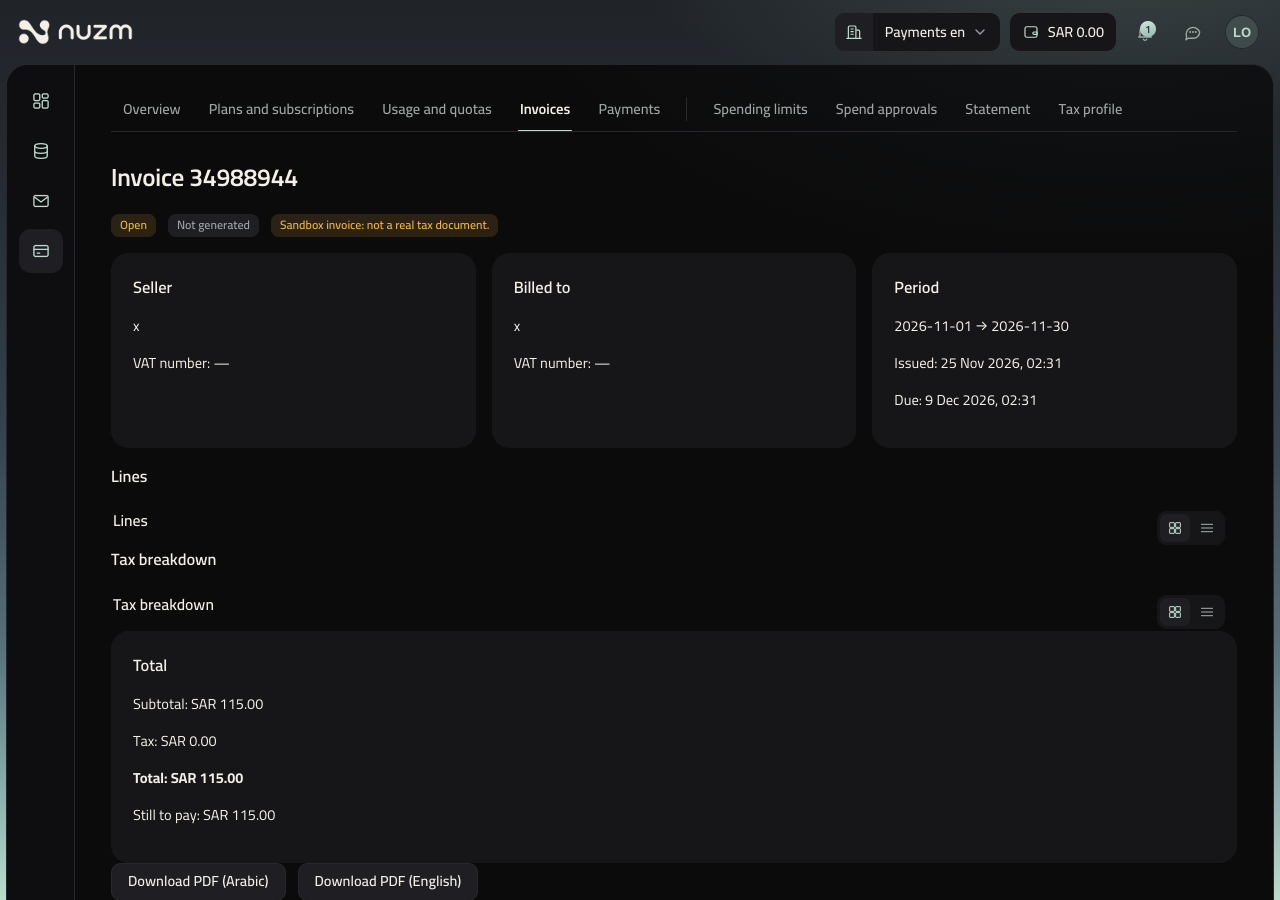 nuzm
Payments en
SAR 0.00
1
LO
Overview
Plans and subscriptions
Usage and quotas
Invoices
Payments
Spending limits
Spend approvals
Statement
Tax profile
Invoice 34988944
Open
Not generated
Sandbox invoice: not a real tax document.
Seller
x
VAT number: —
Billed to
x
VAT number: —
Period
2026-11-01 → 2026-11-30
Issued: 25 Nov 2026, 02:31
Due: 9 Dec 2026, 02:31
Lines
Lines
Tax breakdown
Tax breakdown
Total
Subtotal: SAR 115.00
Tax: SAR 0.00
Total: SAR 115.00
Still to pay: SAR 115.00
Download PDF (Arabic)
Download PDF (English)